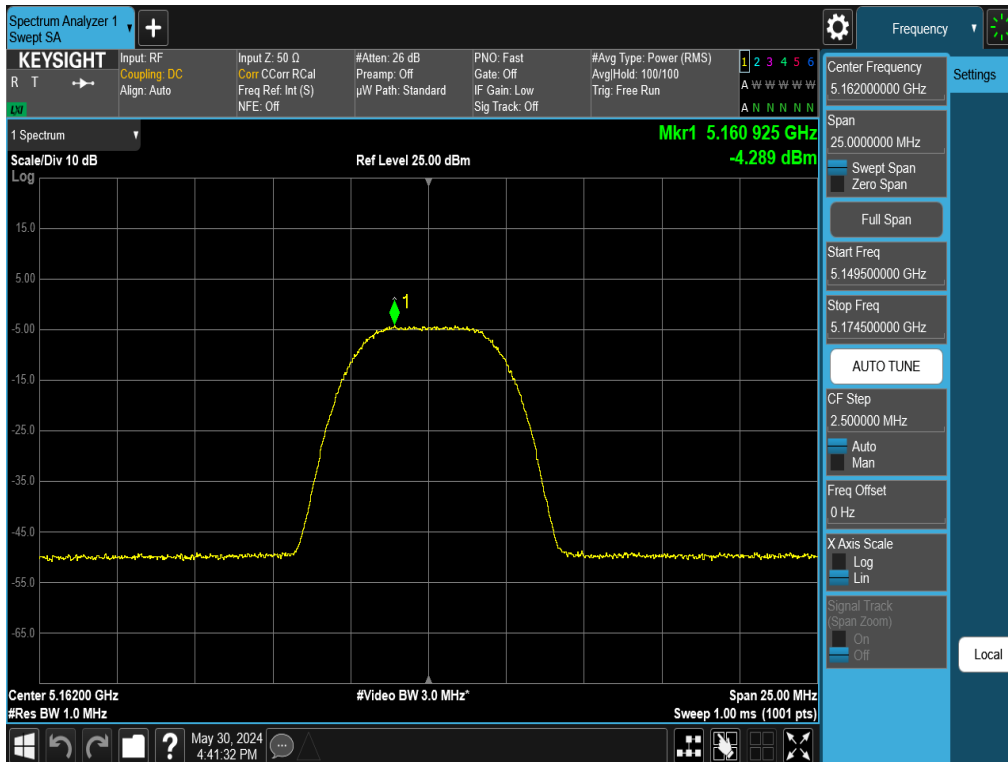 Spectrum Analyzer 1
Swept SA
+
Frequency
KEYSIGHT
R T
LXI
Input: RF
Coupling: DC
Align: Auto
Input Z: 50 Ω
Corr CCorr RCal
Freq Ref: Int (S)
NFE: Off
#Atten: 26 dB
Preamp: Off
µW Path: Standard
PNO: Fast
Gate: Off
IF Gain: Low
Sig Track: Off
#Avg Type: Power (RMS)
Avg|Hold: 100/100
Trig: Free Run
1 2 3 4 5 6
A W W W W W
A N N N N N
1 Spectrum
Scale/Div 10 dB
Log
Ref Level 25.00 dBm
Mkr1 5.160 925 GHz
-4.289 dBm
15.0
5.00
-5.00
-15.0
-25.0
-35.0
-45.0
-55.0
-65.0
1
Center 5.16200 GHz
#Res BW 1.0 MHz
#Video BW 3.0 MHz*
Span 25.00 MHz
Sweep 1.00 ms (1001 pts)
Center Frequency
5.162000000 GHz
Settings
Span
25.0000000 MHz
Swept Span
Zero Span
Full Span
Start Freq
5.149500000 GHz
Stop Freq
5.174500000 GHz
AUTO TUNE
CF Step
2.500000 MHz
Auto
Man
Freq Offset
0 Hz
X Axis Scale
Log
Lin
Signal Track
(Span Zoom)
On
Off
Local
?
May 30, 2024
4:41:32 PM